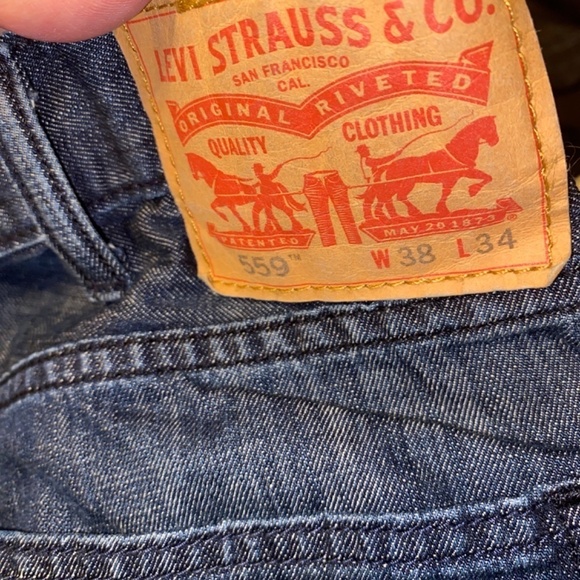 LEVI STRAUSS & CO.
SAN FRANCISCO
CAL.
ORIGINAL RIVETED
QUALITY CLOTHING
PATENTED MAY 20 1873 ®
559™ W 38 L 34